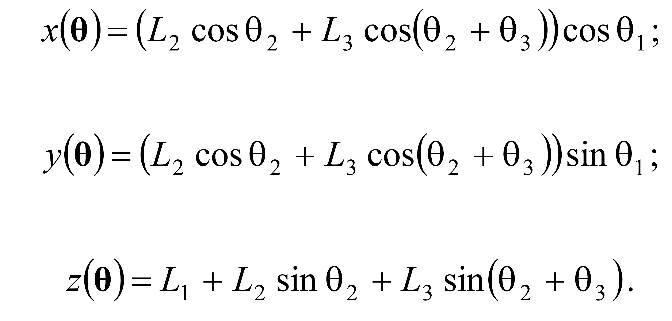 x(θ) = (L₂ cos θ₂ + L₃ cos(θ₂ + θ₃)) cos θ₁;
y(θ) = (L₂ cos θ₂ + L₃ cos(θ₂ + θ₃)) sin θ₁;
z(θ) = L₁ + L₂ sin θ₂ + L₃ sin(θ₂ + θ₃).